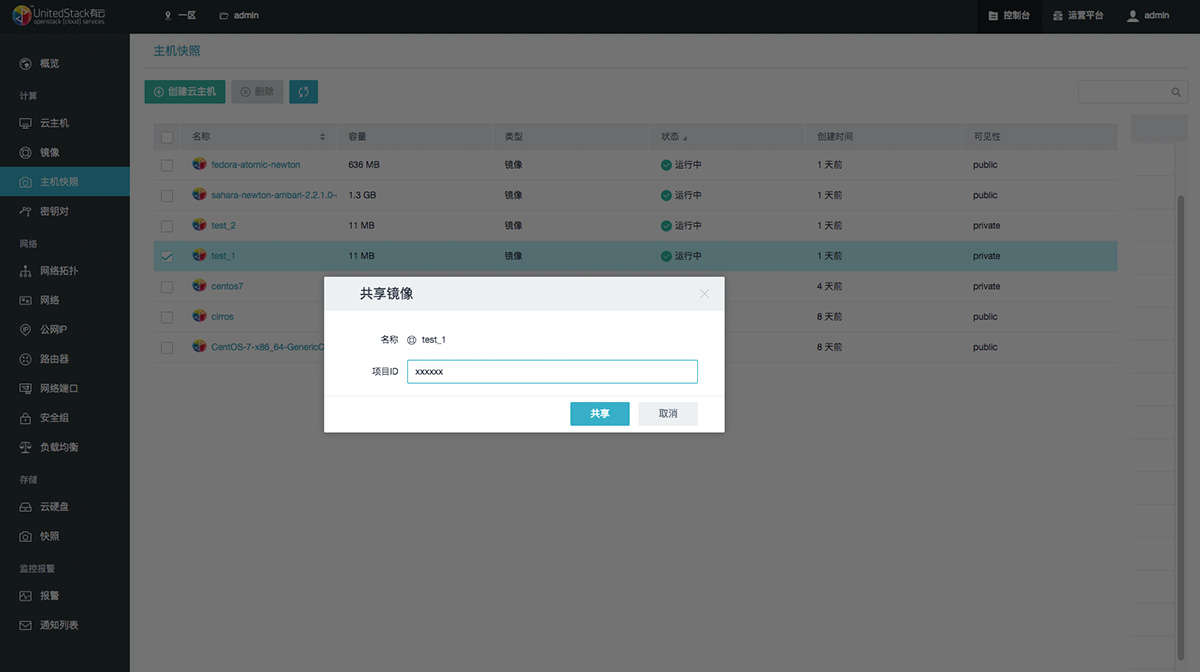 UnitedStack有云
openstack [cloud] services
一区
admin
控制台
运营平台
admin
概览
计算
云主机
镜像
主机快照
密钥对
网络
网络拓扑
网络
公网IP
路由器
网络端口
安全组
负载均衡
存储
云硬盘
快照
监控报警
报警
通知列表
主机快照
创建云主机
删除
名称 容量 类型 状态 创建时间 可见性
fedora-atomic-newton 636 MB 镜像 运行中 1 天前 public
sahara-newton-ambari-2.2.1.0- 1.3 GB 镜像 运行中 1 天前 public
test_2 11 MB 镜像 运行中 1 天前 private
test_1 11 MB 镜像 运行中 1 天前 private
centos7 4 天前 private
cirros 8 天前 public
CentOS-7-x86_64-GenericC 8 天前 public
共享镜像
名称 test_1
项目ID xxxxxx
共享 取消